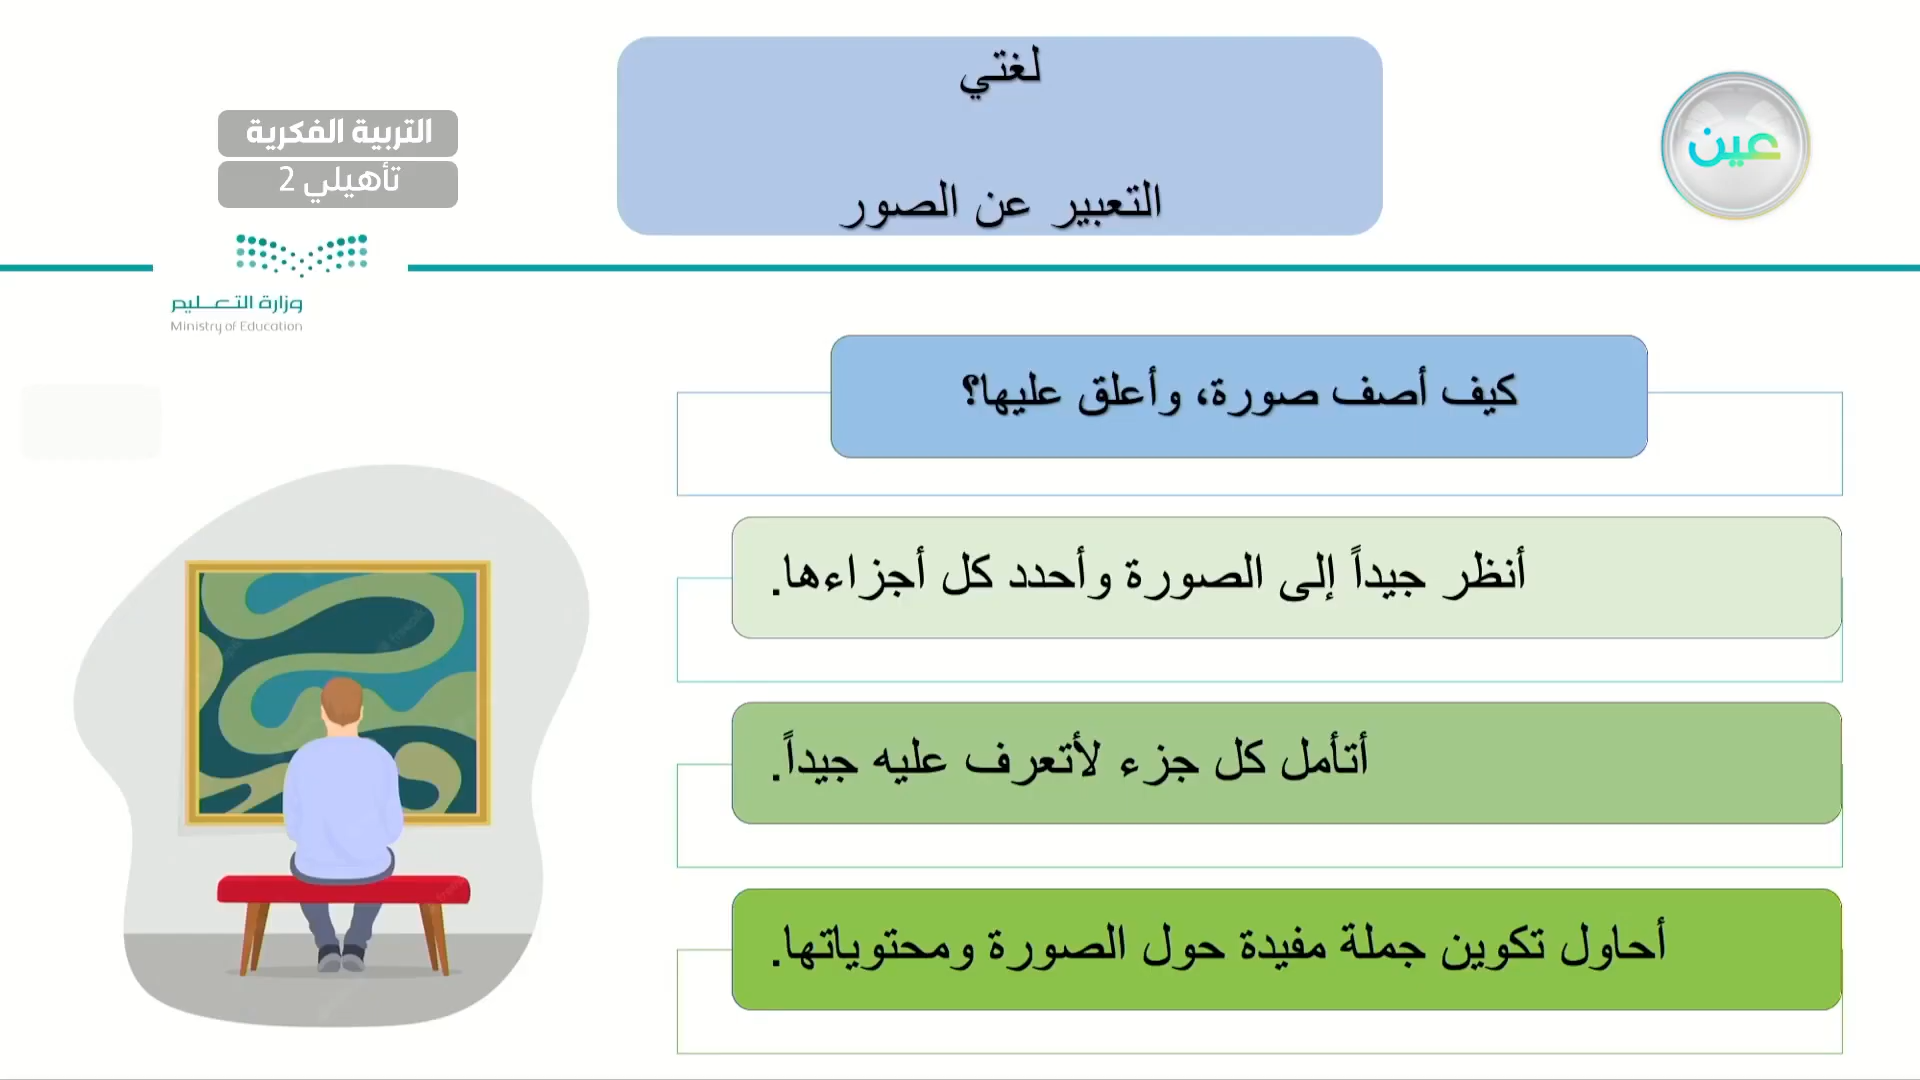 لغتي
التعبير عن الصور
عين
التربية الفكرية
تأهيلي 2
وزارة التعليم
Ministry of Education
كيف أصف صورة، وأعلق عليها؟
أنظر جيداً إلى الصورة وأحدد كل أجزاءها.
أتأمل كل جزء لأتعرف عليه جيداً.
أحاول تكوين جملة مفيدة حول الصورة ومحتوياتها.